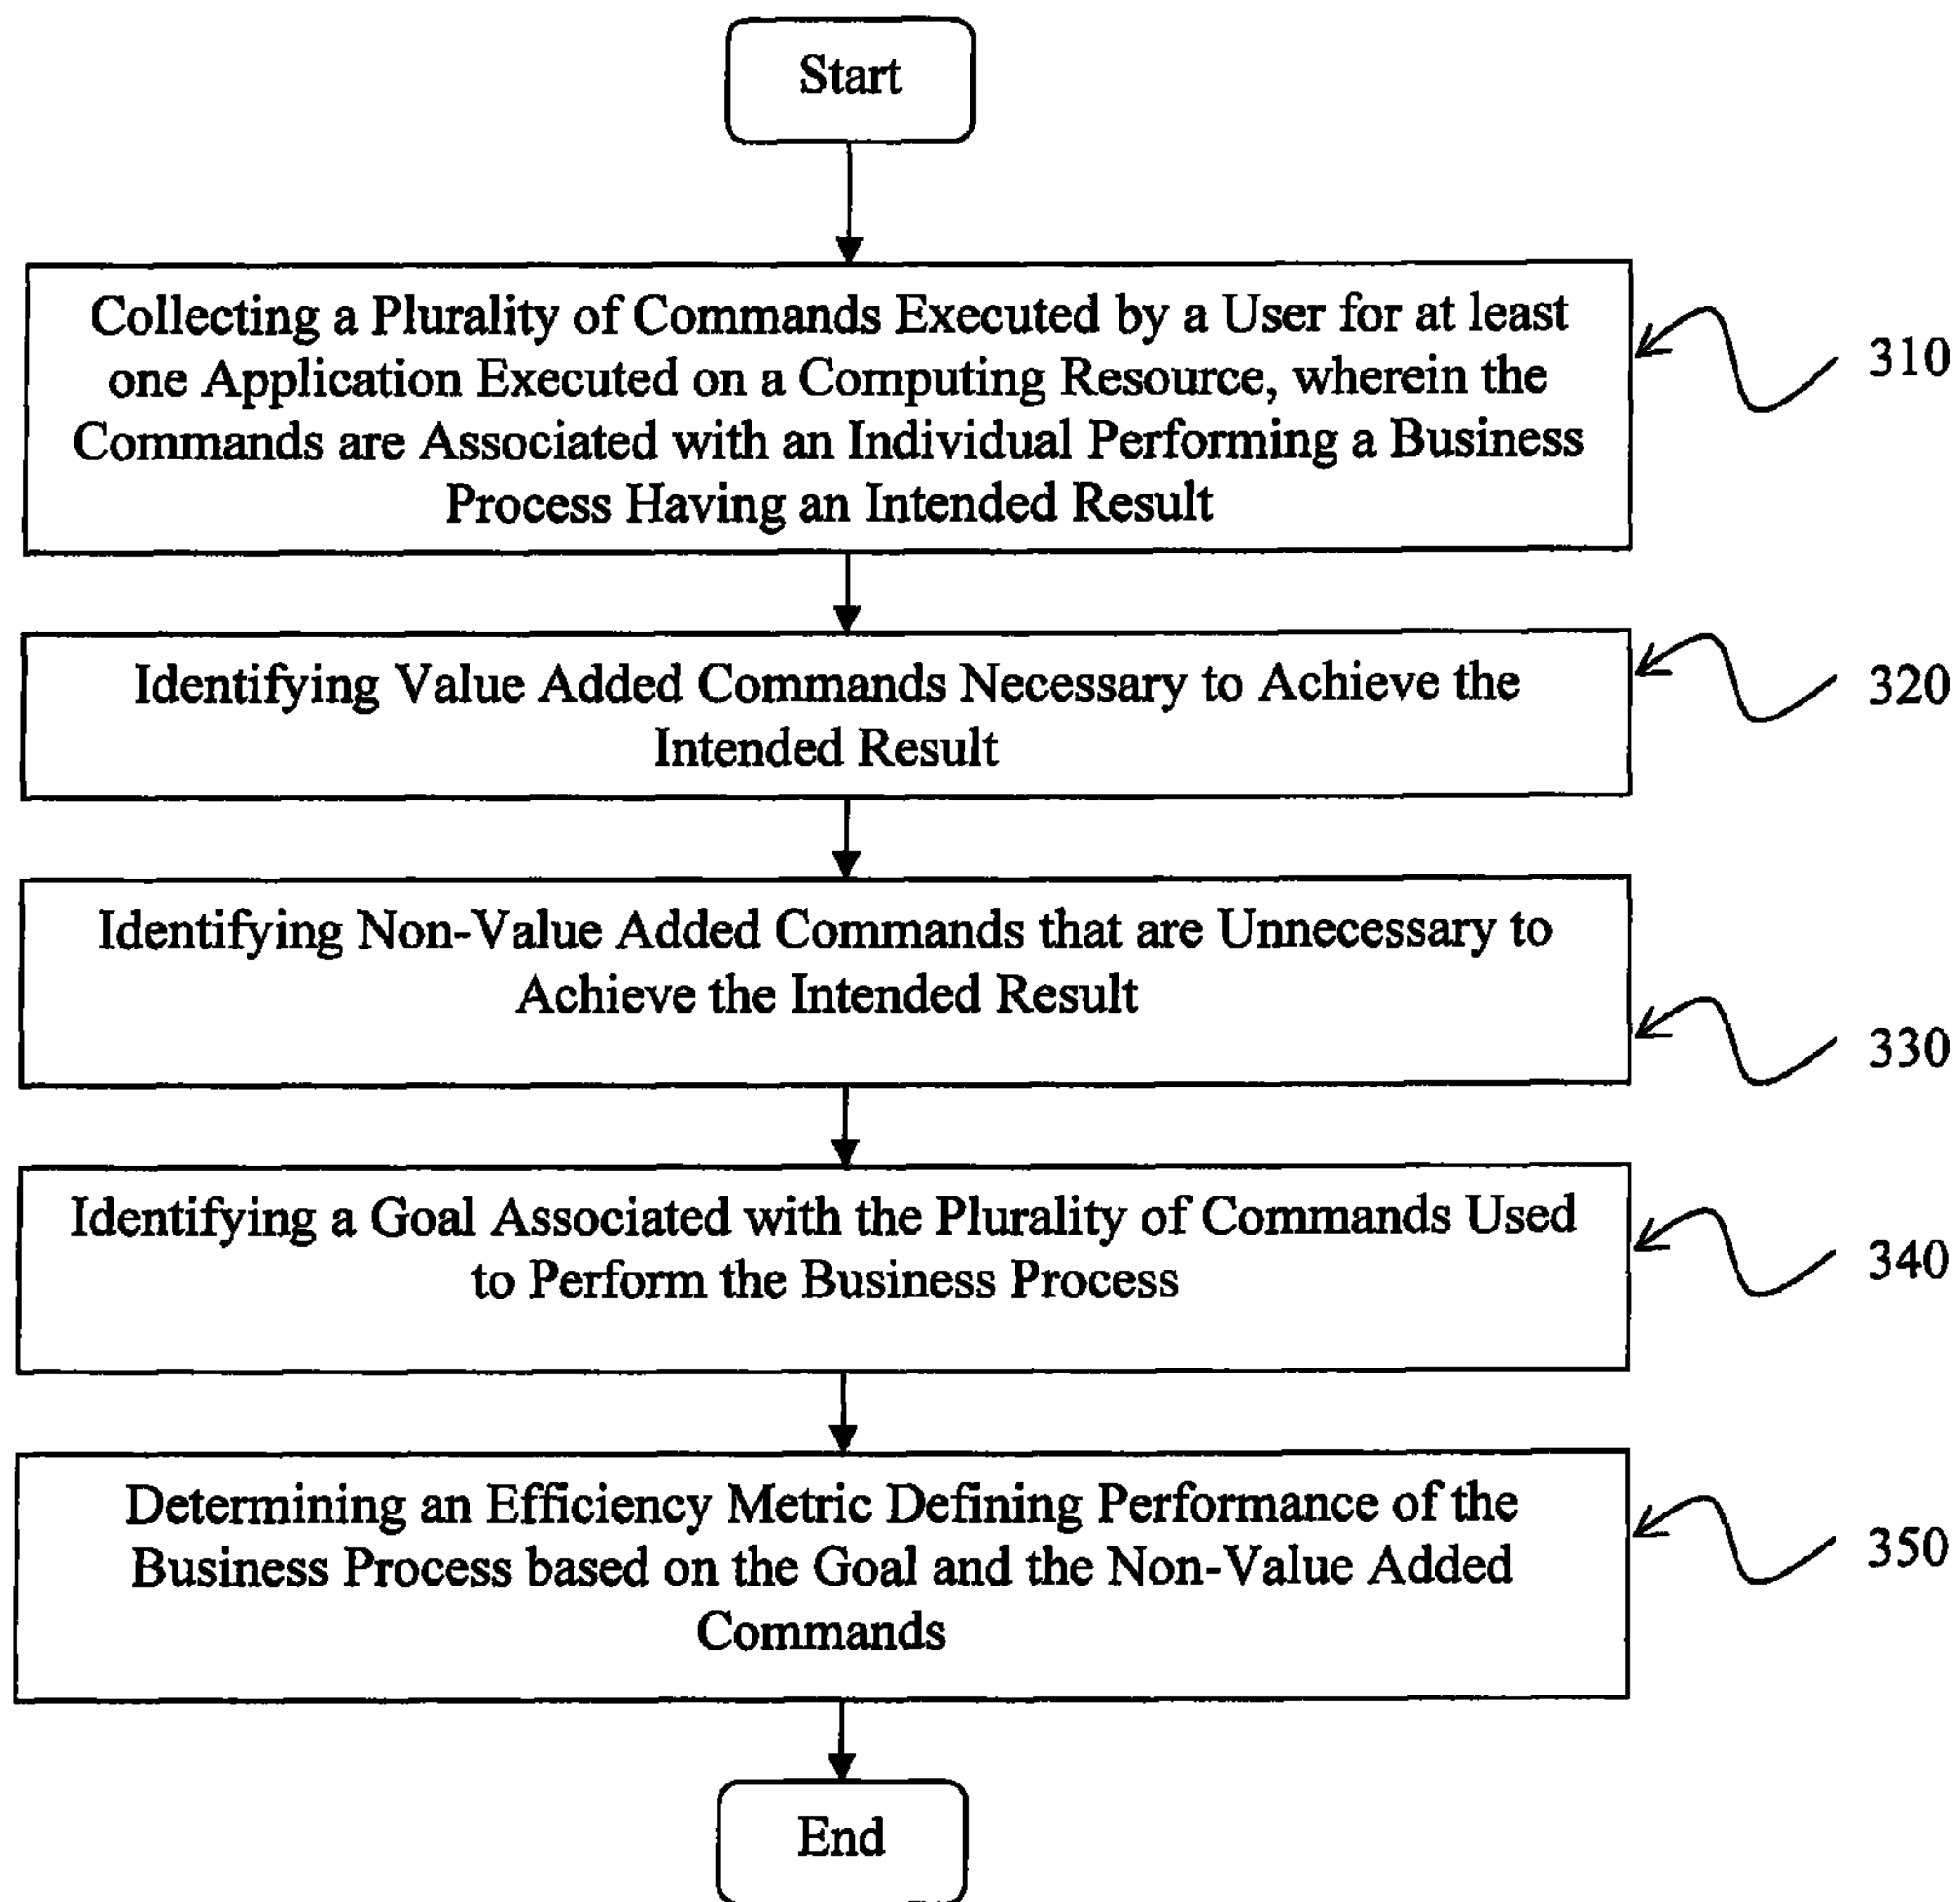 Start
Collecting a Plurality of Commands Executed by a User for at least
one Application Executed on a Computing Resource, wherein the
Commands are Associated with an Individual Performing a Business
Process Having an Intended Result
310
Identifying Value Added Commands Necessary to Achieve the
Intended Result
320
Identifying Non-Value Added Commands that are Unnecessary to
Achieve the Intended Result
330
Identifying a Goal Associated with the Plurality of Commands Used
to Perform the Business Process
340
Determining an Efficiency Metric Defining Performance of the
Business Process based on the Goal and the Non-Value Added
Commands
350
End